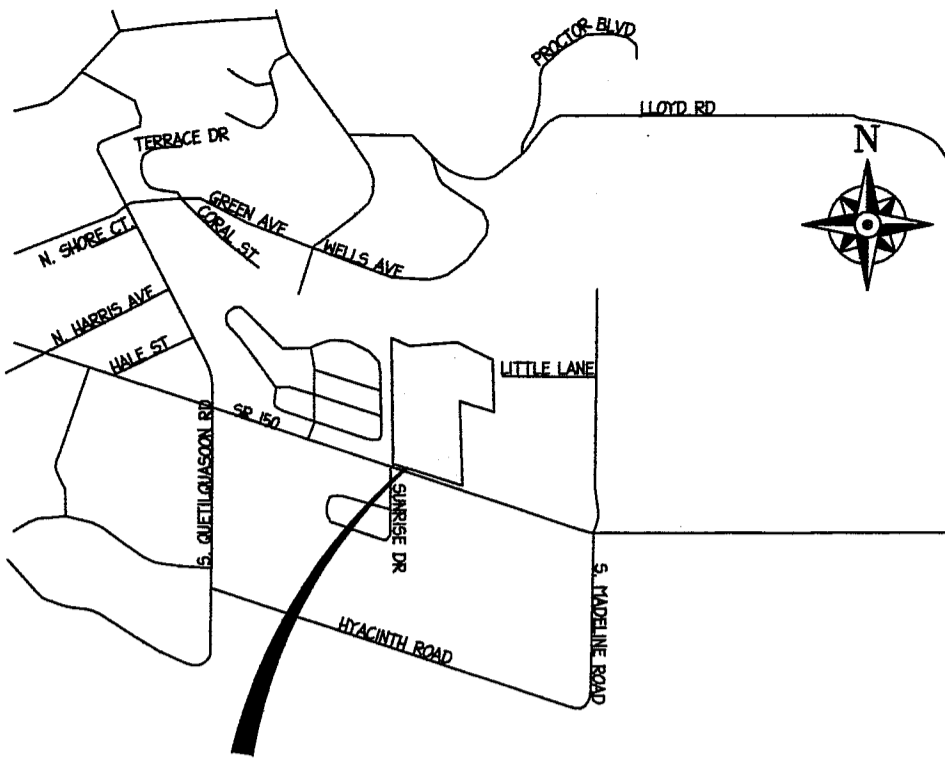 PROCTOR BLVD
LLOYD RD
N
TERRACE DR
GREEN AVE
CORAL ST
WELLS AVE
N. SHORE CT.
N. HARRIS AVE
HALE ST
LITTLE LANE
SR 150
S. QUETILQUASOON RD
SUNRISE DR
HYACINTH ROAD
S. MADELINE ROAD